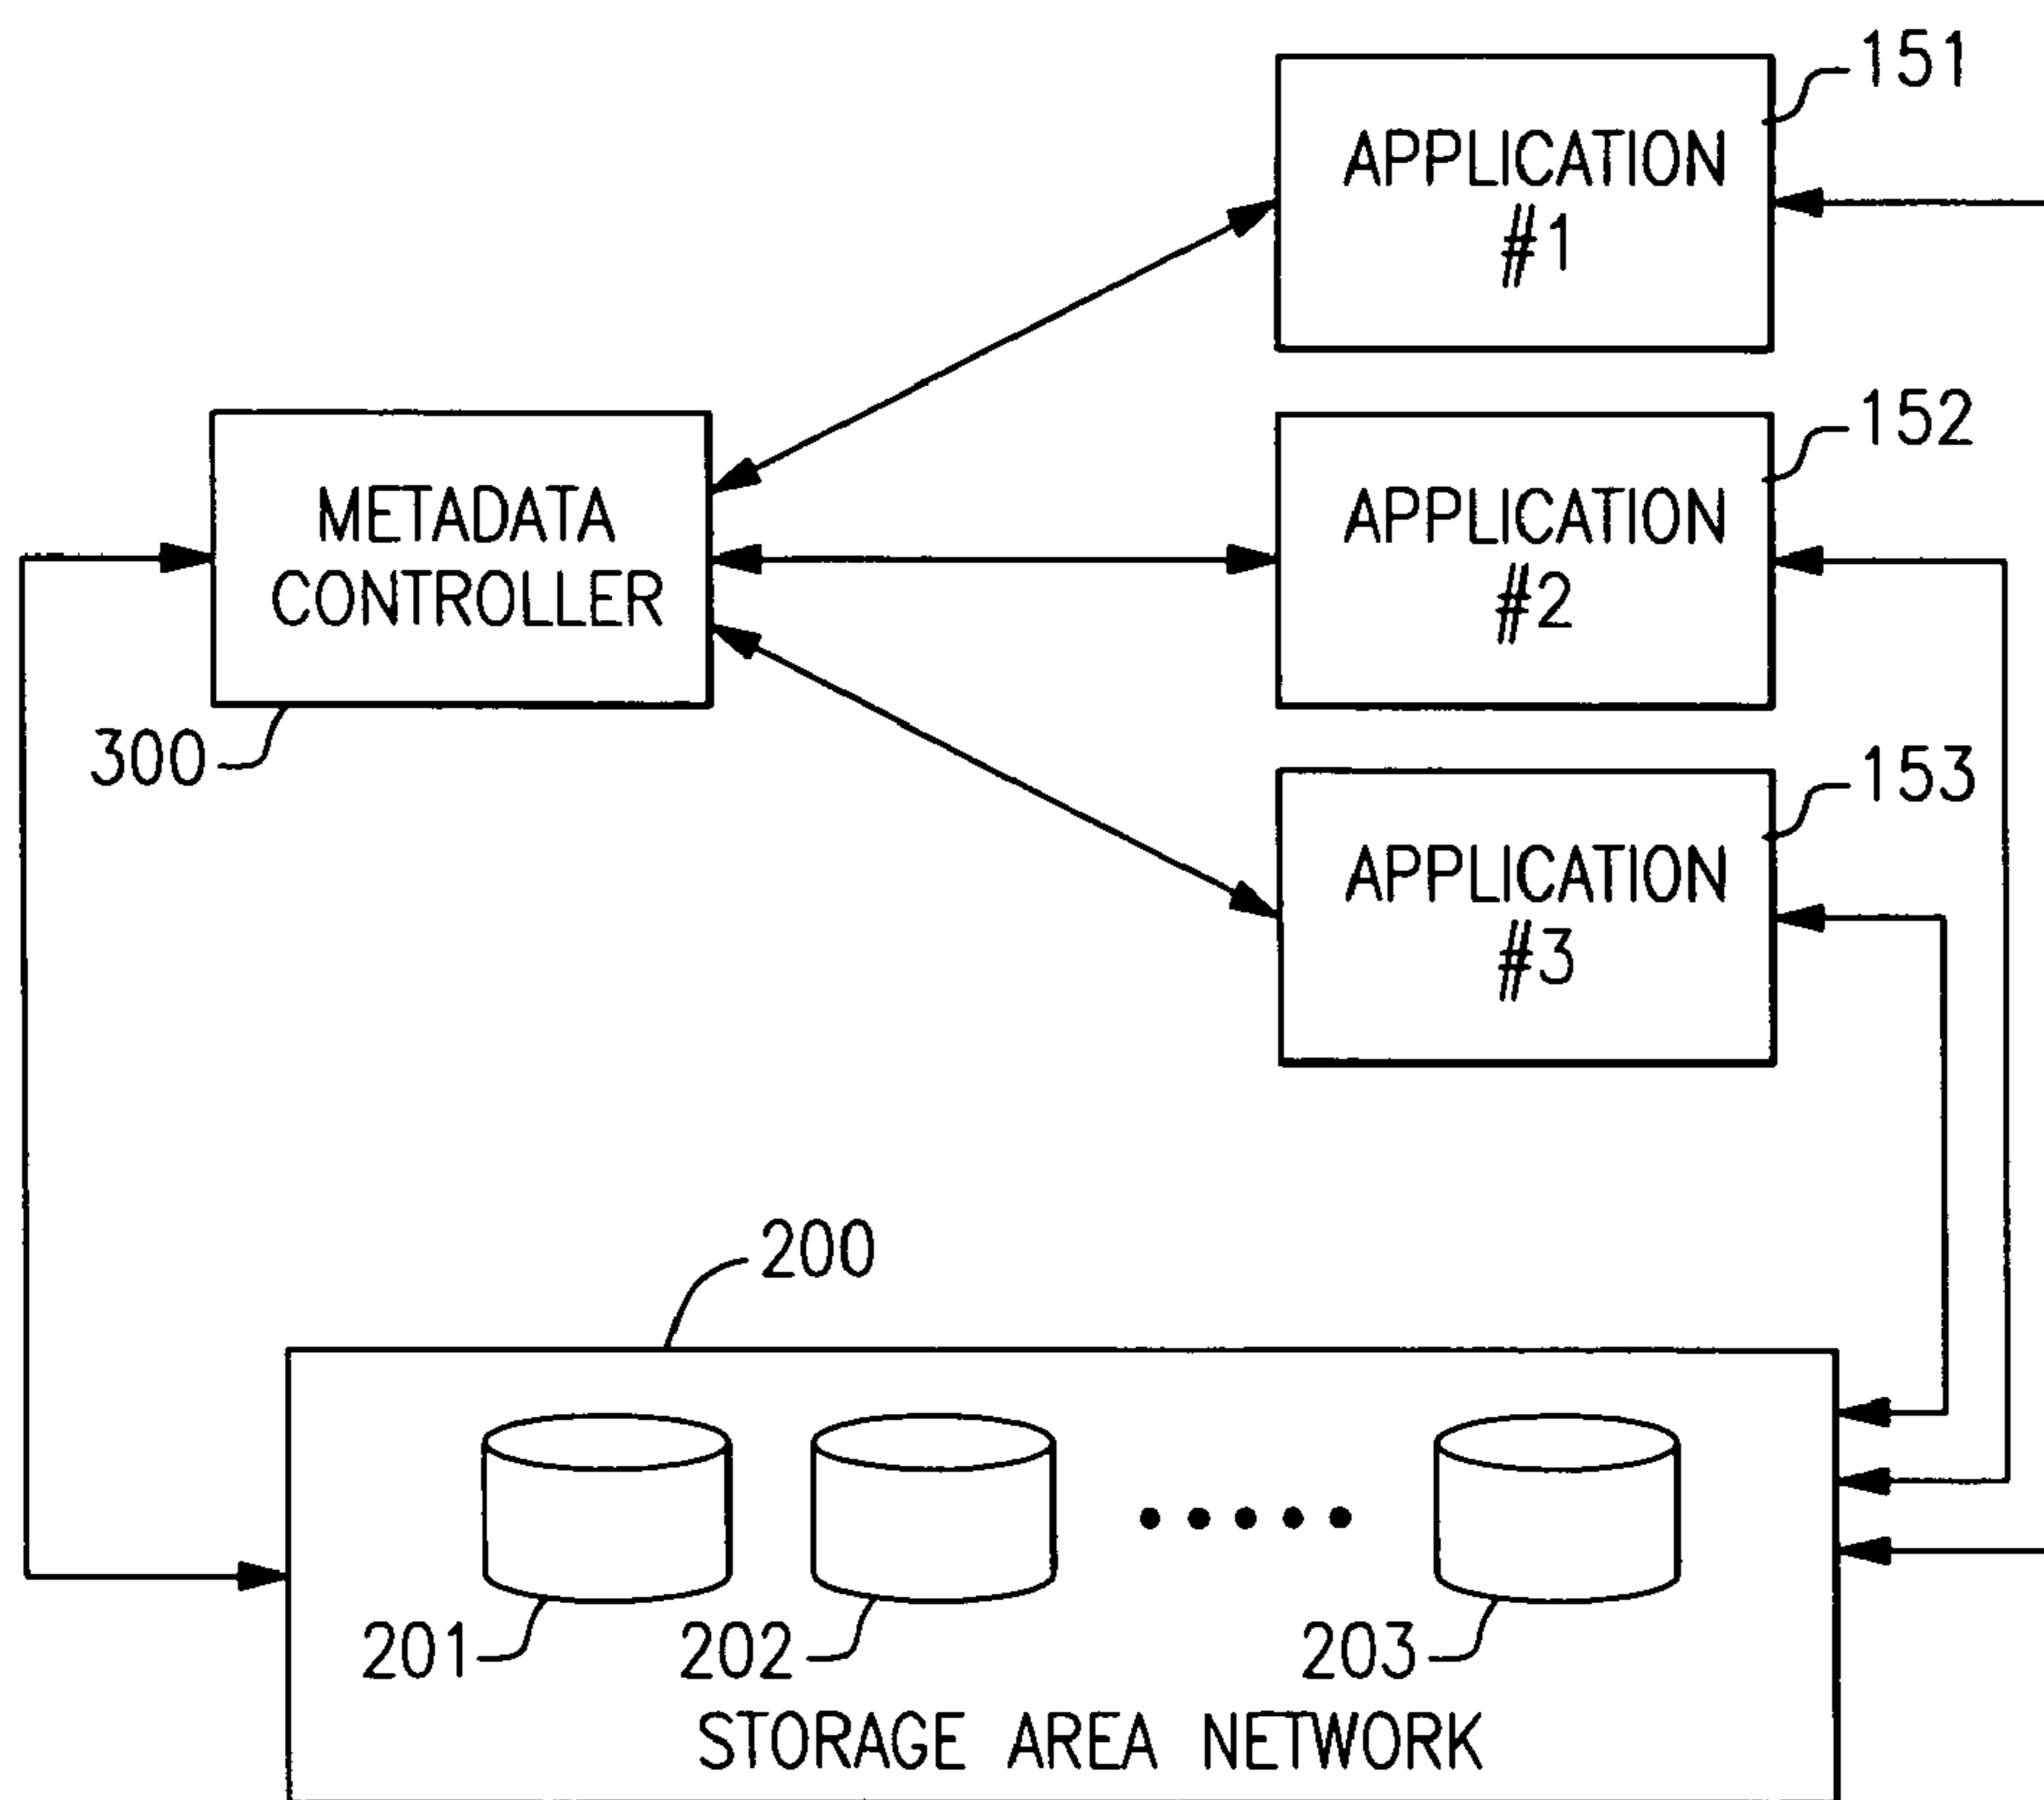 151
APPLICATION
#1
152
METADATA
CONTROLLER
APPLICATION
#2
300
153
APPLICATION
#3
200
201
202
203
STORAGE AREA NETWORK